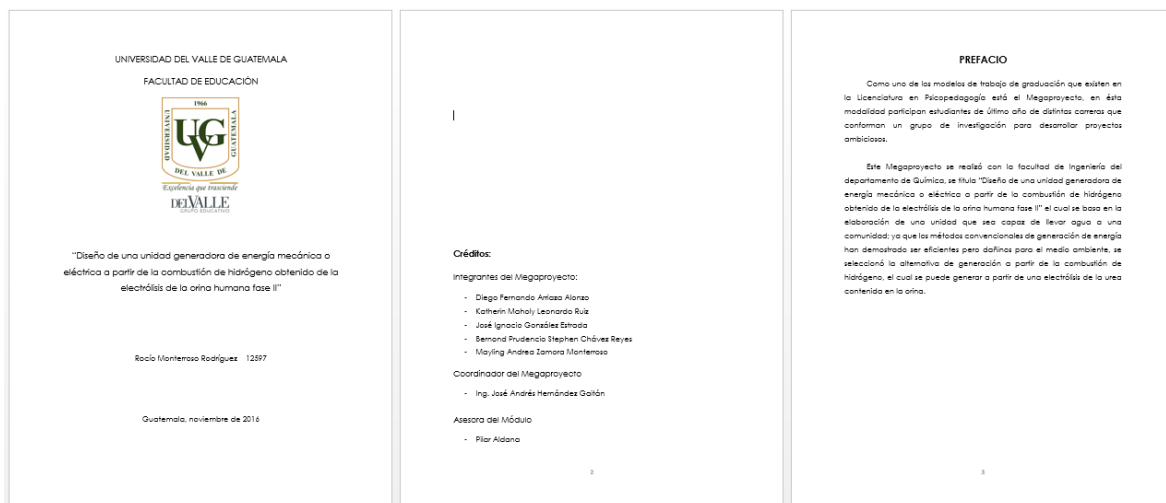 UNIVERSIDAD DEL VALLE DE GUATEMALA
FACULTAD DE EDUCACIÓN
1966
UNIVERSIDAD
UVG
GUATEMALA
DEL VALLE DE
Excelencia que trasciende
DEL VALLE
GRUPO EDUCATIVO
“Diseño de una unidad generadora de energía mecánica o
eléctrica a partir de la combustión de hidrógeno obtenido de la
electrólisis de la orina humana fase II”
Rocío Monterroso Rodríguez 12597
Guatemala, noviembre de 2016
Créditos:
Integrantes del Megaproyecto:
- Diego Fernando Arriaza Alonzo
- Katherin Maholy Leonardo Ruiz
- José Ignacio González Estrada
- Bernond Prudencio Stephen Chávez Reyes
- Mayling Andrea Zamora Monterroso
Coordinador del Megaproyecto
- Ing. José Andrés Hernández Gaitán
Asesora del Módulo
- Pilar Aldana
2
PREFACIO
Como uno de los modelos de trabajo de graduación que existen en
la Licenciatura en Psicopedagogía está el Megaproyecto, en ésta
modalidad participan estudiantes de último año de distintas carreras que
conforman un grupo de investigación para desarrollar proyectos
ambiciosos.
Este Megaproyecto se realizó con la facultad de Ingeniería del
departamento de Química, se titula “Diseño de una unidad generadora de
energía mecánica o eléctrica a partir de la combustión de hidrógeno
obtenido de la electrólisis de la orina humana fase II” el cual se basa en la
elaboración de una unidad que sea capaz de llevar agua a una
comunidad; ya que los métodos convencionales de generación de energía
han demostrado ser eficientes pero dañinos para el medio ambiente, se
seleccionó la alternativa de generación a partir de la combustión de
hidrógeno, el cual se puede generar a partir de una electrólisis de la urea
contenida en la orina.
3